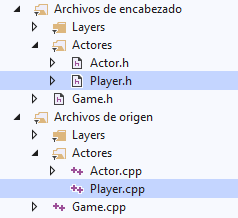 Archivos de encabezado
Layers
Actores
Actor.h
Player.h
Game.h
Archivos de origen
Layers
Actores
Actor.cpp
Player.cpp
Game.cpp